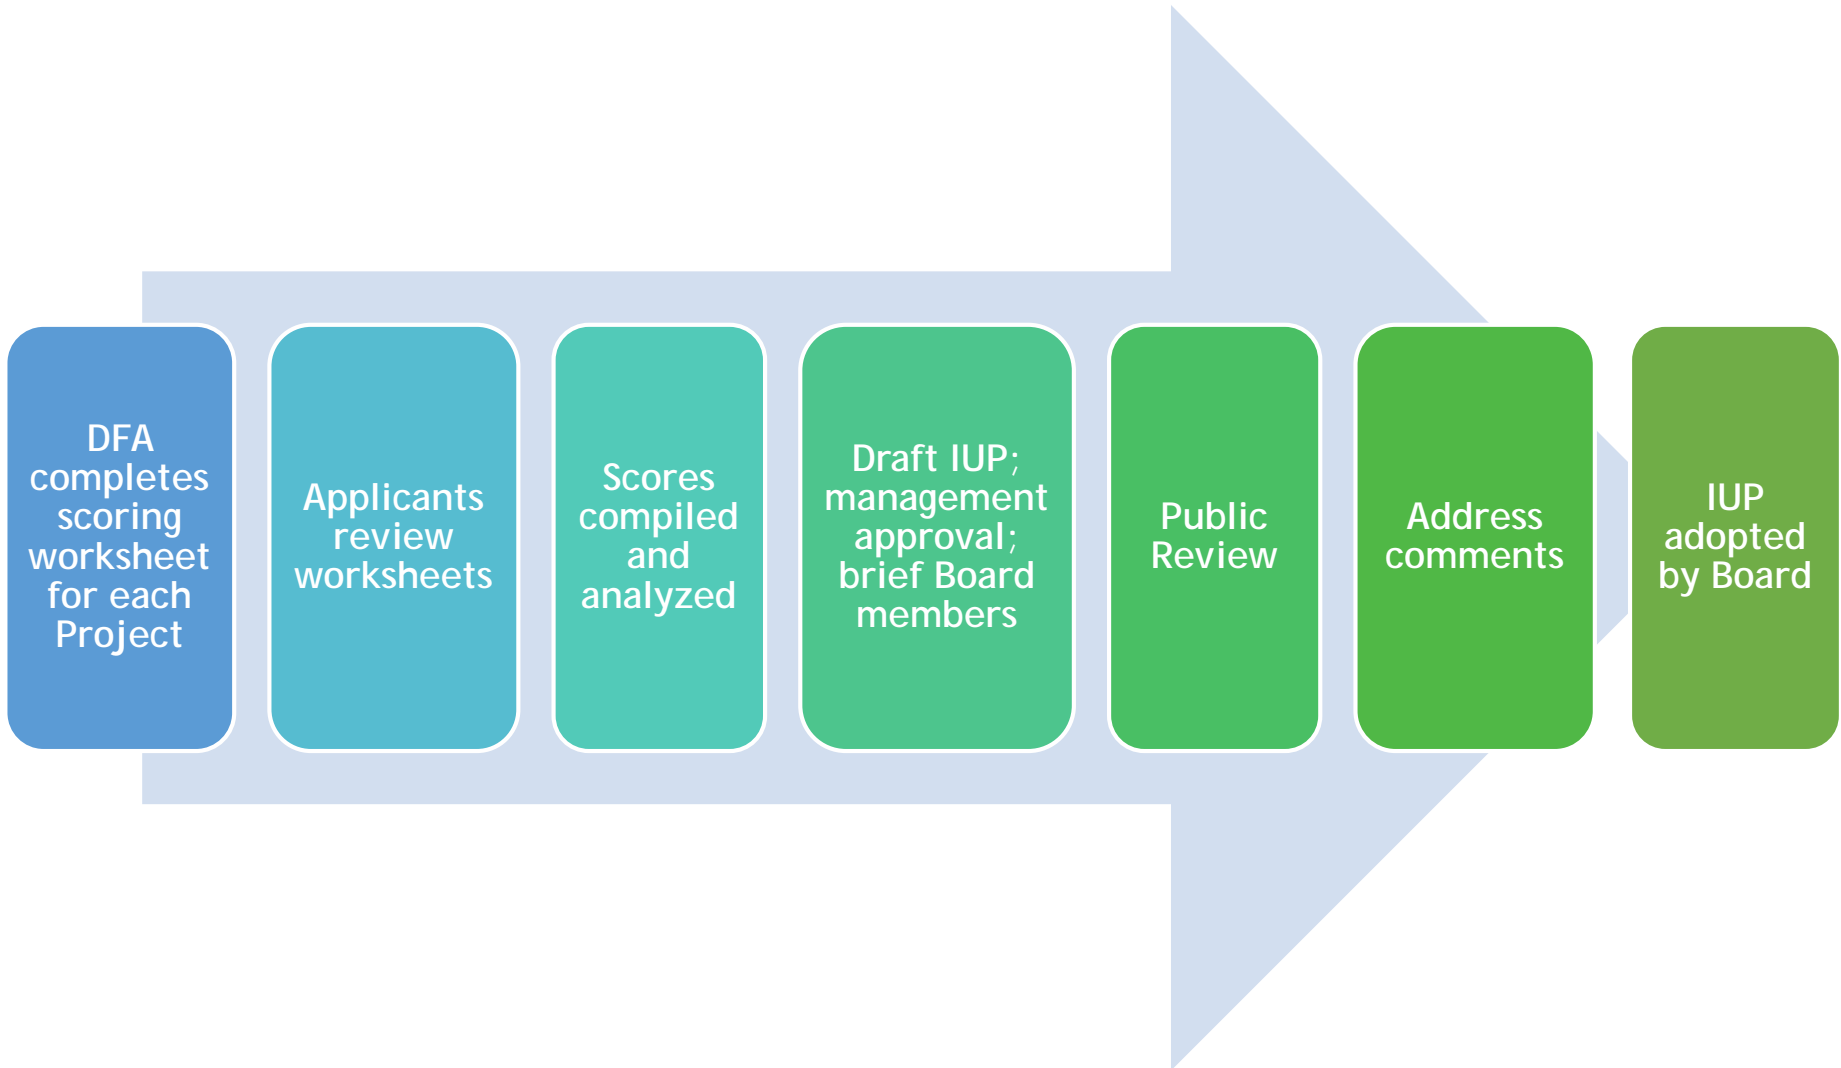 DFA
completes
scoring
worksheet
for each
Project
Applicants
review
worksheets
Scores
compiled
and
analyzed
Draft IUP;
management
approval;
brief Board
members
Public
Review
Address
comments
IUP
adopted
by Board